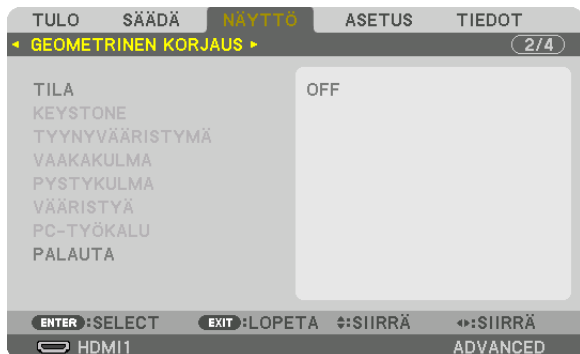 TULO SÄÄDÄ NÄYTTÖ ASETUS TIEDOT
GEOMETRINEN KORJAUS 2/4
TILA OFF
KEYSTONE
TYYNYVÄÄRISTYMÄ
VAAKAKULMA
PYSTYKULMA
VÄÄRISTYÄ
PC-TYÖKALU
PALAUTA
ENTER:SELECT EXIT:LOPETA :SIIRRÄ :SIIRRÄ
HDMI1 ADVANCED